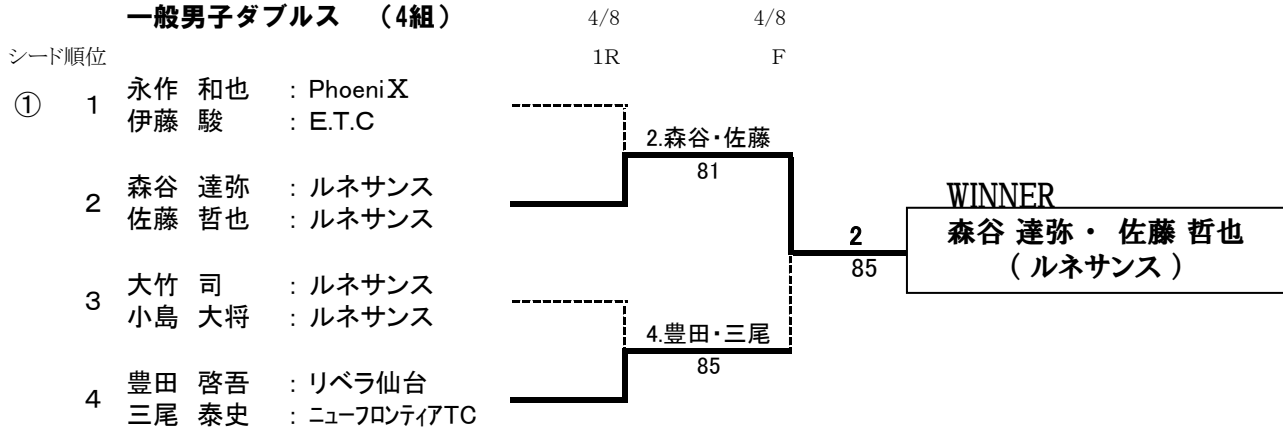 一般男子ダブルス （4組） 4/8 4/8
シード順位 1R F
① 1 永作 和也 : PhoeniX
伊藤 駿 : E.T.C
2.森谷・佐藤
81
2 森谷 達弥 : ルネサンス
佐藤 哲也 : ルネサンス
WINNER
2 森谷 達弥 ・ 佐藤 哲也
85 ( ルネサンス )
3 大竹 司 : ルネサンス
小島 大将 : ルネサンス
4.豊田・三尾
85
4 豊田 啓吾 : リベラ仙台
三尾 泰史 : ニューフロンティアTC